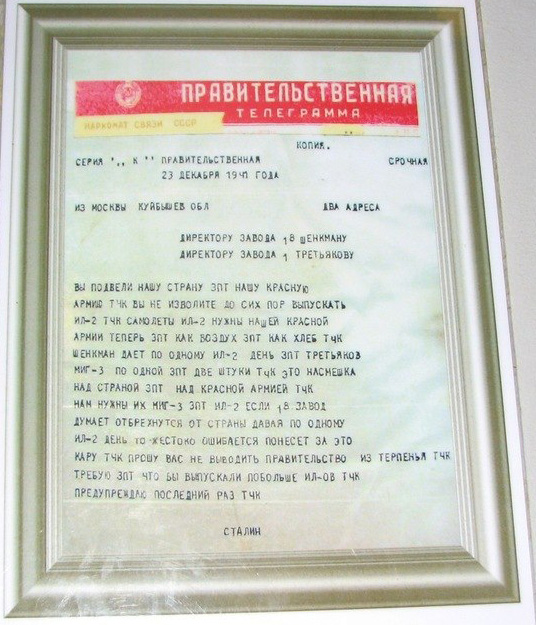 ПРАВИТЕЛЬСТВЕННАЯ
ТЕЛЕГРАММА
НАРКОМАТ СВЯЗИ СССР
КОПИЯ.
СЕРИЯ ",, К '' ПРАВИТЕЛЬСТВЕННАЯ СРОЧНАЯ
23 ДЕКАБРЯ 1941 ГОДА
ИЗ МОСКВЫ КУЙБЫШЕВ ОБЛ ДВА АДРЕСА
ДИРЕКТОРУ ЗАВОДА 18 ШЕНКМАНУ
ДИРЕКТОРУ ЗАВОДА 1 ТРЕТЬЯКОВУ
ВЫ ПОДВЕЛИ НАШУ СТРАНУ ЗПТ НАШУ КРАСНУЮ
АРМИЮ ТЧК ВЫ НЕ ИЗВОЛИТЕ ДО СИХ ПОР ВЫПУСКАТЬ
ИЛ-2 ТЧК САМОЛЕТЫ ИЛ-2 НУЖНЫ НАШЕЙ КРАСНОЙ
АРМИИ ТЕПЕРЬ ЗПТ КАК ВОЗДУХ ЗПТ КАК ХЛЕБ ТЧК
ШЕНКМАН ДАЕТ ПО ОДНОМУ ИЛ-2 ДЕНЬ ЗПТ ТРЕТЬЯКОВ
МИГ-3 ПО ОДНОЙ ЗПТ ДВЕ ШТУКИ ТЧК ЭТО НАСМЕШКА
НАД СТРАНОЙ ЗПТ НАД КРАСНОЙ АРМИЕЙ ТЧК
НАМ НУЖНЫ ИХ МИГ-3 ЗПТ ИЛ-2 ЕСЛИ 18 ЗАВОД
ДУМАЕТ ОТБРЕХНУТСЯ ОТ СТРАНЫ ДАВАЯ ПО ОДНОМУ
ИЛ-2 ДЕНЬ ТО ЖЕСТОКО ОШИБАЕТСЯ ПОНЕСЕТ ЗА ЭТО
КАРУ ТЧК ПРОШУ ВАС НЕ ВЫВОДИТЬ ПРАВИТЕЛЬСТВО ИЗ ТЕРПЕНЬЯ ТЧК
ТРЕБУЮ ЗПТ ЧТО БЫ ВЫПУСКАЛИ ПОБОЛЬШЕ ИЛ-ОВ ТЧК
ПРЕДУПРЕЖДАЮ ПОСЛЕДНИЙ РАЗ ТЧК
СТАЛИН